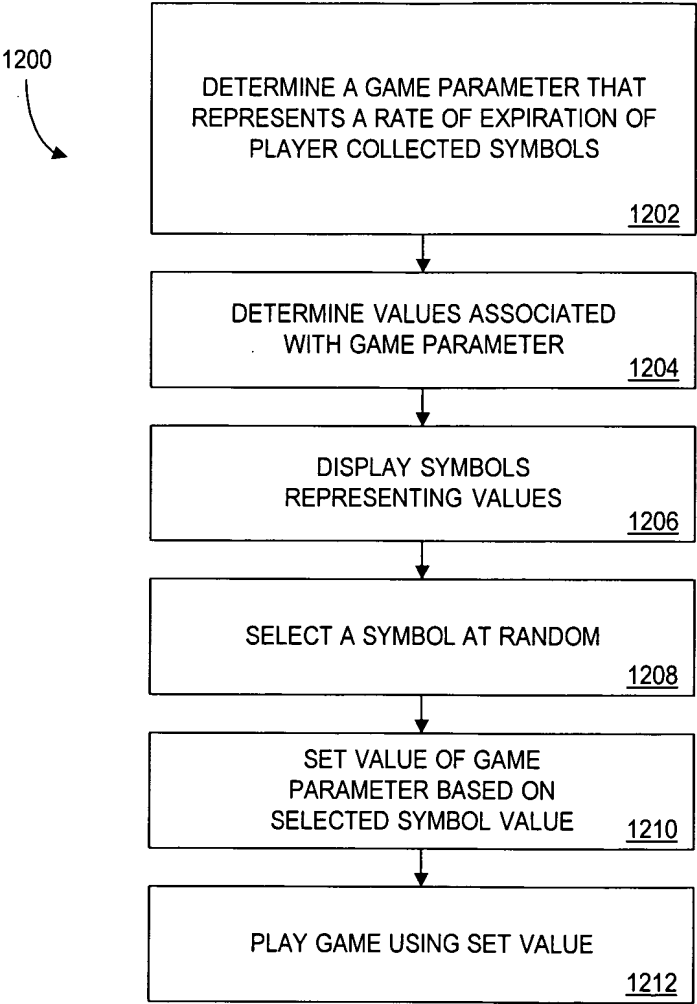 1200
DETERMINE A GAME PARAMETER THAT
REPRESENTS A RATE OF EXPIRATION OF
PLAYER COLLECTED SYMBOLS
1202
DETERMINE VALUES ASSOCIATED
WITH GAME PARAMETER
1204
DISPLAY SYMBOLS
REPRESENTING VALUES
1206
SELECT A SYMBOL AT RANDOM
1208
SET VALUE OF GAME
PARAMETER BASED ON
SELECTED SYMBOL VALUE
1210
PLAY GAME USING SET VALUE
1212